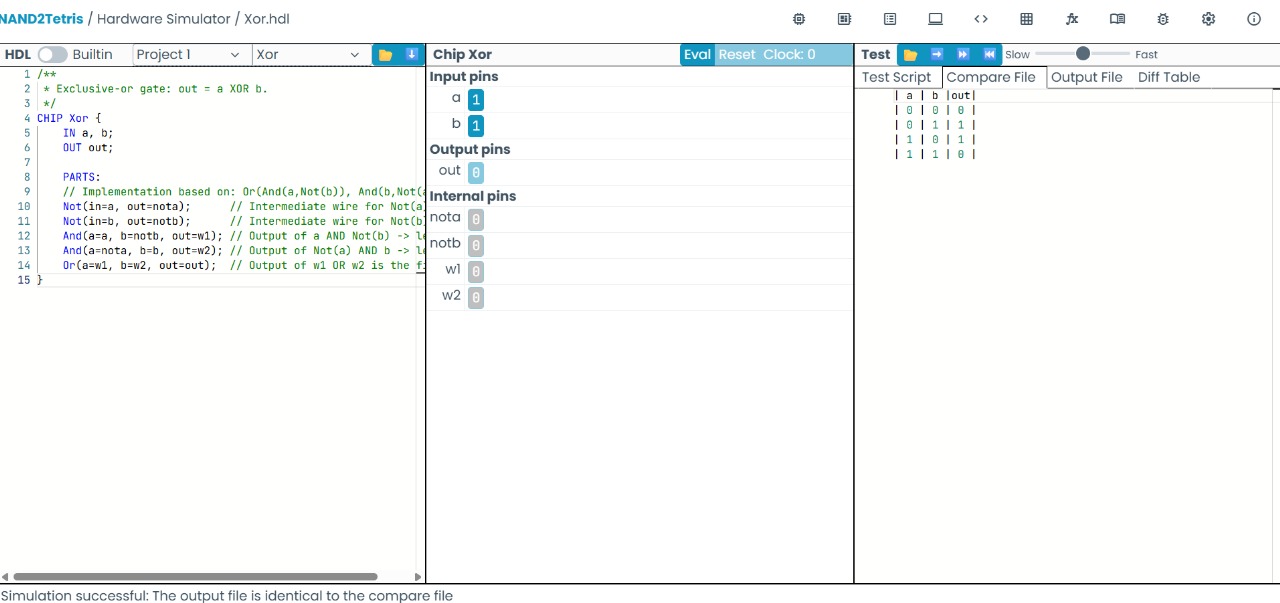 NAND2Tetris / Hardware Simulator / Xor.hdl
HDL Builtin Project 1 Xor
1 /**
2 * Exclusive-or gate: out = a XOR b.
3 */
4 CHIP Xor {
5 IN a, b;
6 OUT out;
7
8 PARTS:
9 // Implementation based on: Or(And(a,Not(b)), And(b,Not(a
10 Not(in=a, out=nota); // Intermediate wire for Not(a
11 Not(in=b, out=notb); // Intermediate wire for Not(b
12 And(a=a, b=notb, out=w1); // Output of a AND Not(b) -> le
13 And(a=nota, b=b, out=w2); // Output of Not(a) AND b -> le
14 Or(a=w1, b=w2, out=out); // Output of w1 OR w2 is the fi
15 }
Chip Xor Eval Reset Clock: 0
Input pins
a 1
b 1
Output pins
out 0
Internal pins
nota 0
notb 0
w1 0
w2 0
Test Slow Fast
Test Script Compare File Output File Diff Table
| a | b |out|
| 0 | 0 | 0 |
| 0 | 1 | 1 |
| 1 | 0 | 1 |
| 1 | 1 | 0 |
Simulation successful: The output file is identical to the compare file